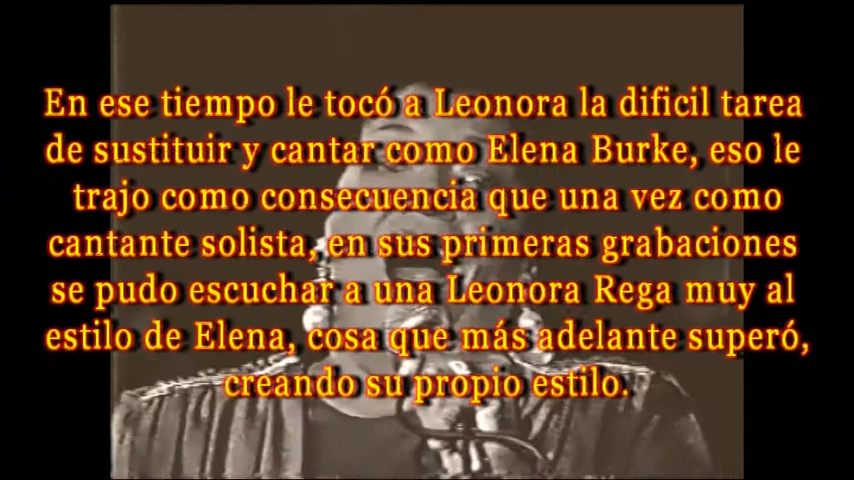 En ese tiempo le tocó a Leonora la dificil tarea
de sustituir y cantar como Elena Burke, eso le
trajo como consecuencia que una vez como
cantante solista, en sus primeras grabaciones
se pudo escuchar a una Leonora Rega muy al
estilo de Elena, cosa que más adelante superó,
creando su propio estilo.